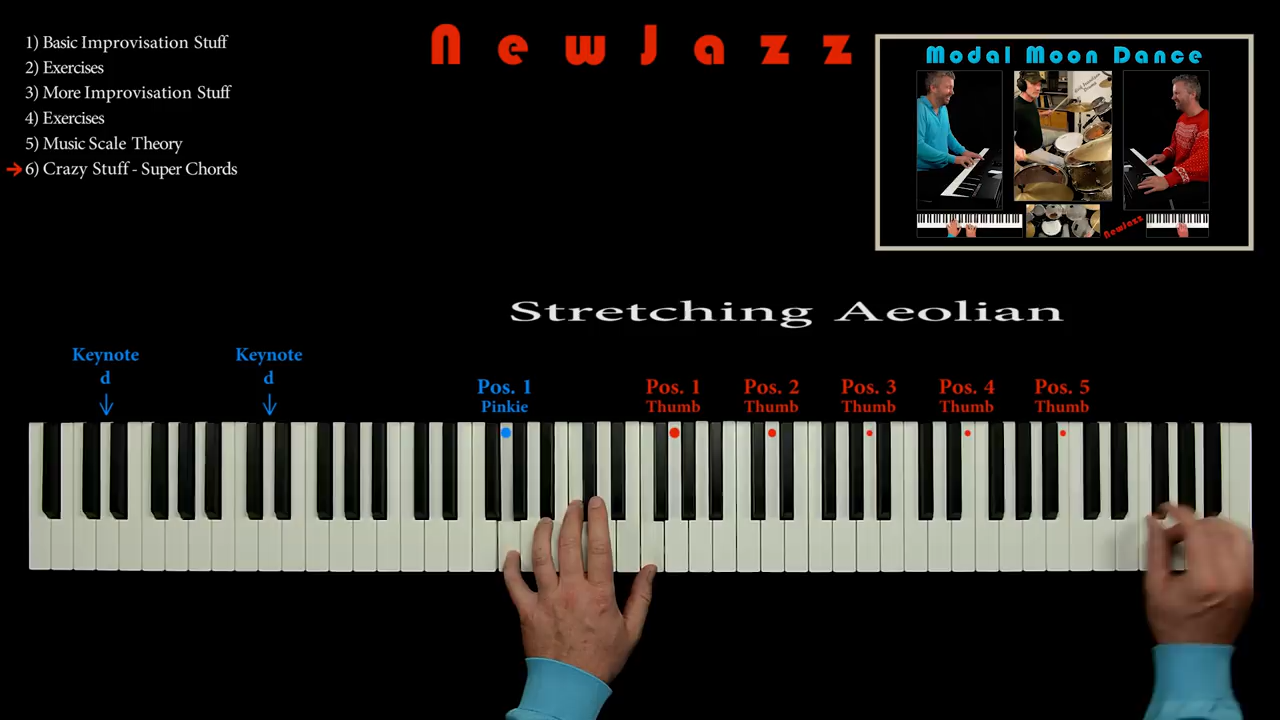 1) Basic Improvisation Stuff
2) Exercises
3) More Improvisation Stuff
4) Exercises
5) Music Scale Theory
6) Crazy Stuff - Super Chords
NewJazz
Modal Moon Dance
NewJazz
Stretching Aeolian
Keynote
d
Keynote
d
Pos. 1
Pinkie
Pos. 1
Thumb
Pos. 2
Thumb
Pos. 3
Thumb
Pos. 4
Thumb
Pos. 5
Thumb